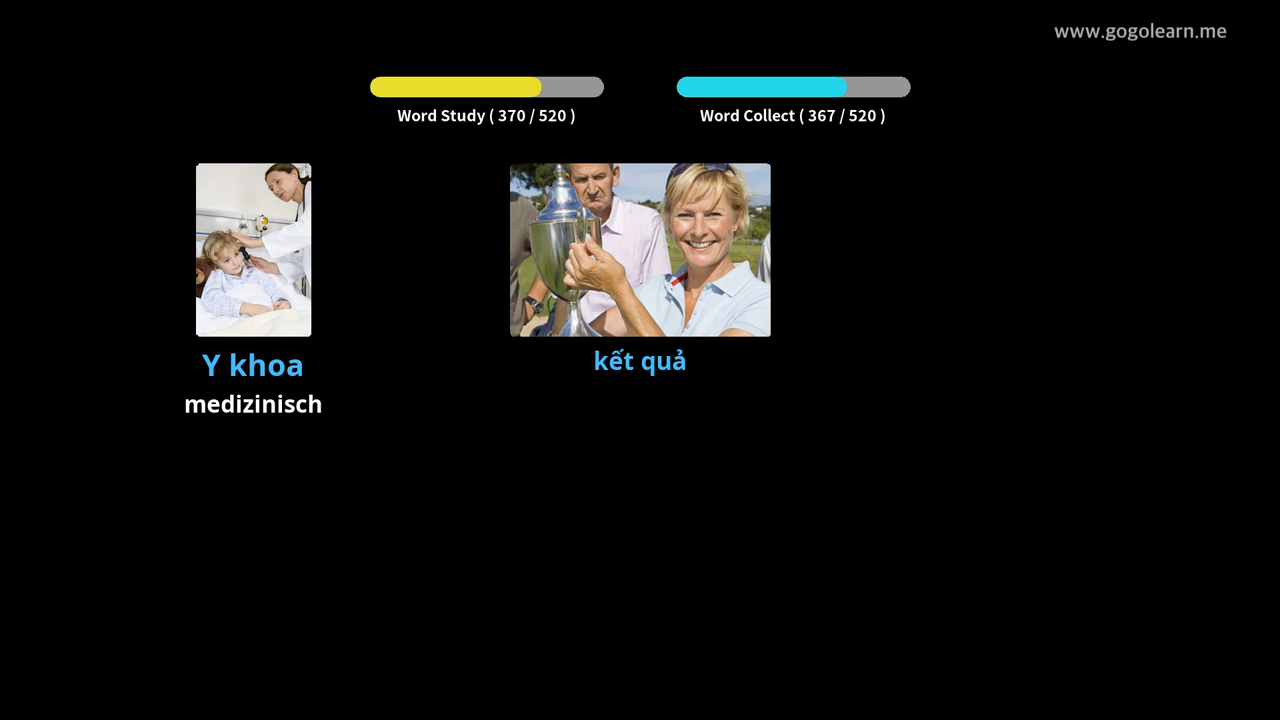 www.gogolearn.me
Word Study ( 370 / 520 )
Word Collect ( 367 / 520 )
Y khoa
medizinisch
kết quả